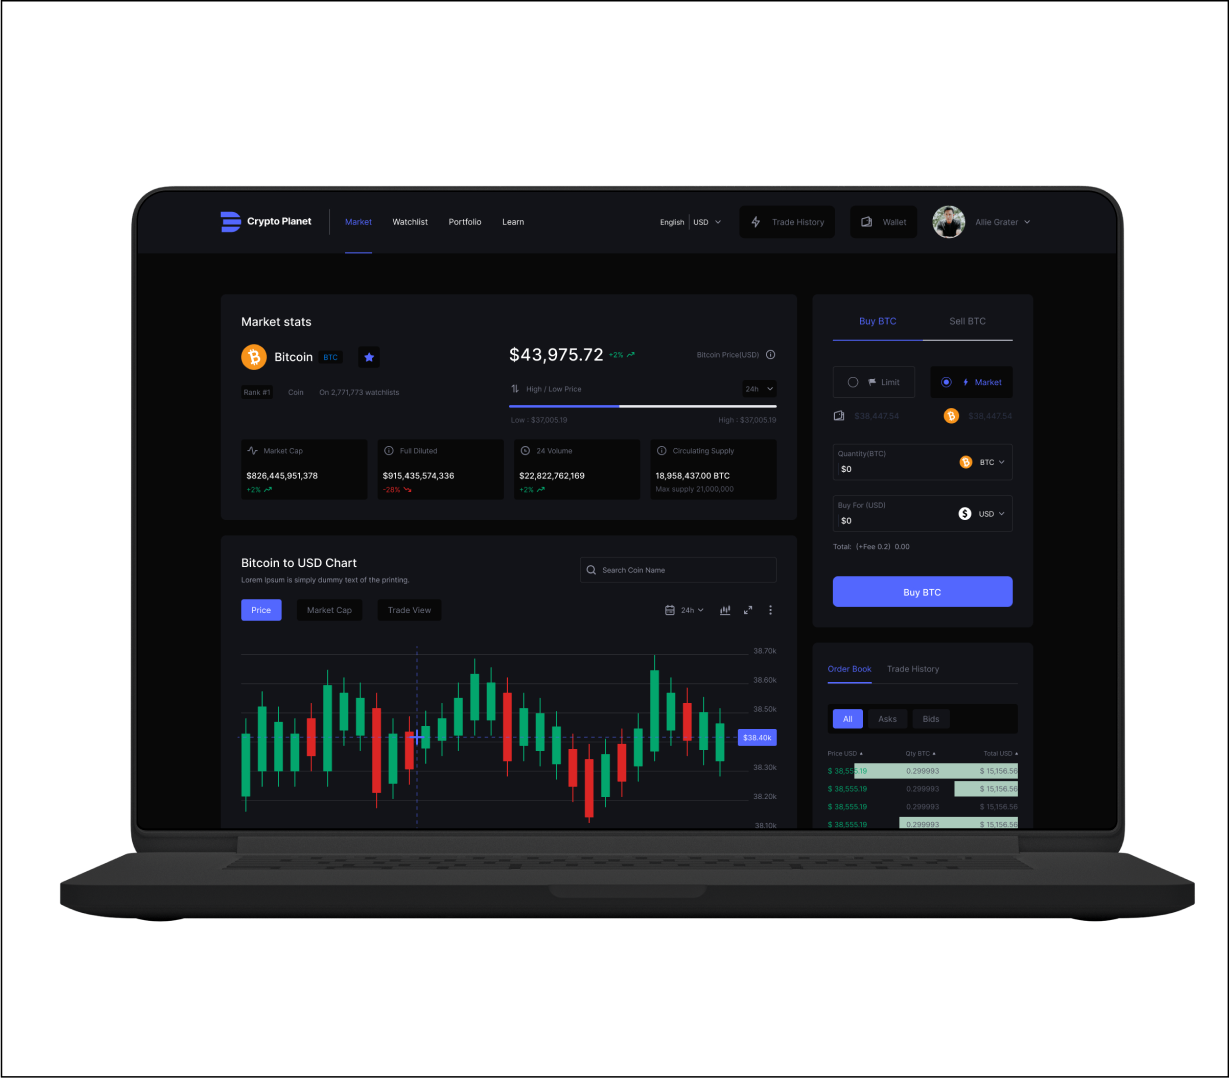 Crypto Planet
Market Watchlist Portfolio Learn
English USD
Trade History
Wallet
Allie Grater
Market stats
Bitcoin BTC
Rank #1 Coin On 2,771,773 watchlists
$43,975.72 +2%
Bitcoin Price(USD)
High / Low Price
24h
Low : $37,005.19 High : $37,005.19
Market Cap
$826,445,951,378
+2%
Full Diluted
$915,435,574,336
-28%
24 Volume
$22,822,762,169
+2%
Circulating Supply
18,958,437.00 BTC
Max supply 21,000,000
Buy BTC Sell BTC
Limit Market
$38,447.54 $38,447.54
Quantity(BTC)
$0
BTC
Buy For (USD)
$0
USD
Total: (+Fee 0.2) 0.00
Buy BTC
Bitcoin to USD Chart
Lorem Ipsum is simply dummy text of the printing.
Search Coin Name
Price Market Cap Trade View
24h
38.70k
38.60k
38.50k
$38.40k
38.30k
38.20k
38.10k
Order Book Trade History
All Asks Bids
Price USD Qty BTC Total USD
$ 38,555.19 0.299993 $ 15,156.56
$ 38,555.19 0.299993 $ 15,156.56
$ 38,555.19 0.299993 $ 15,156.56
$ 38,555.19 0.299993 $ 15,156.56